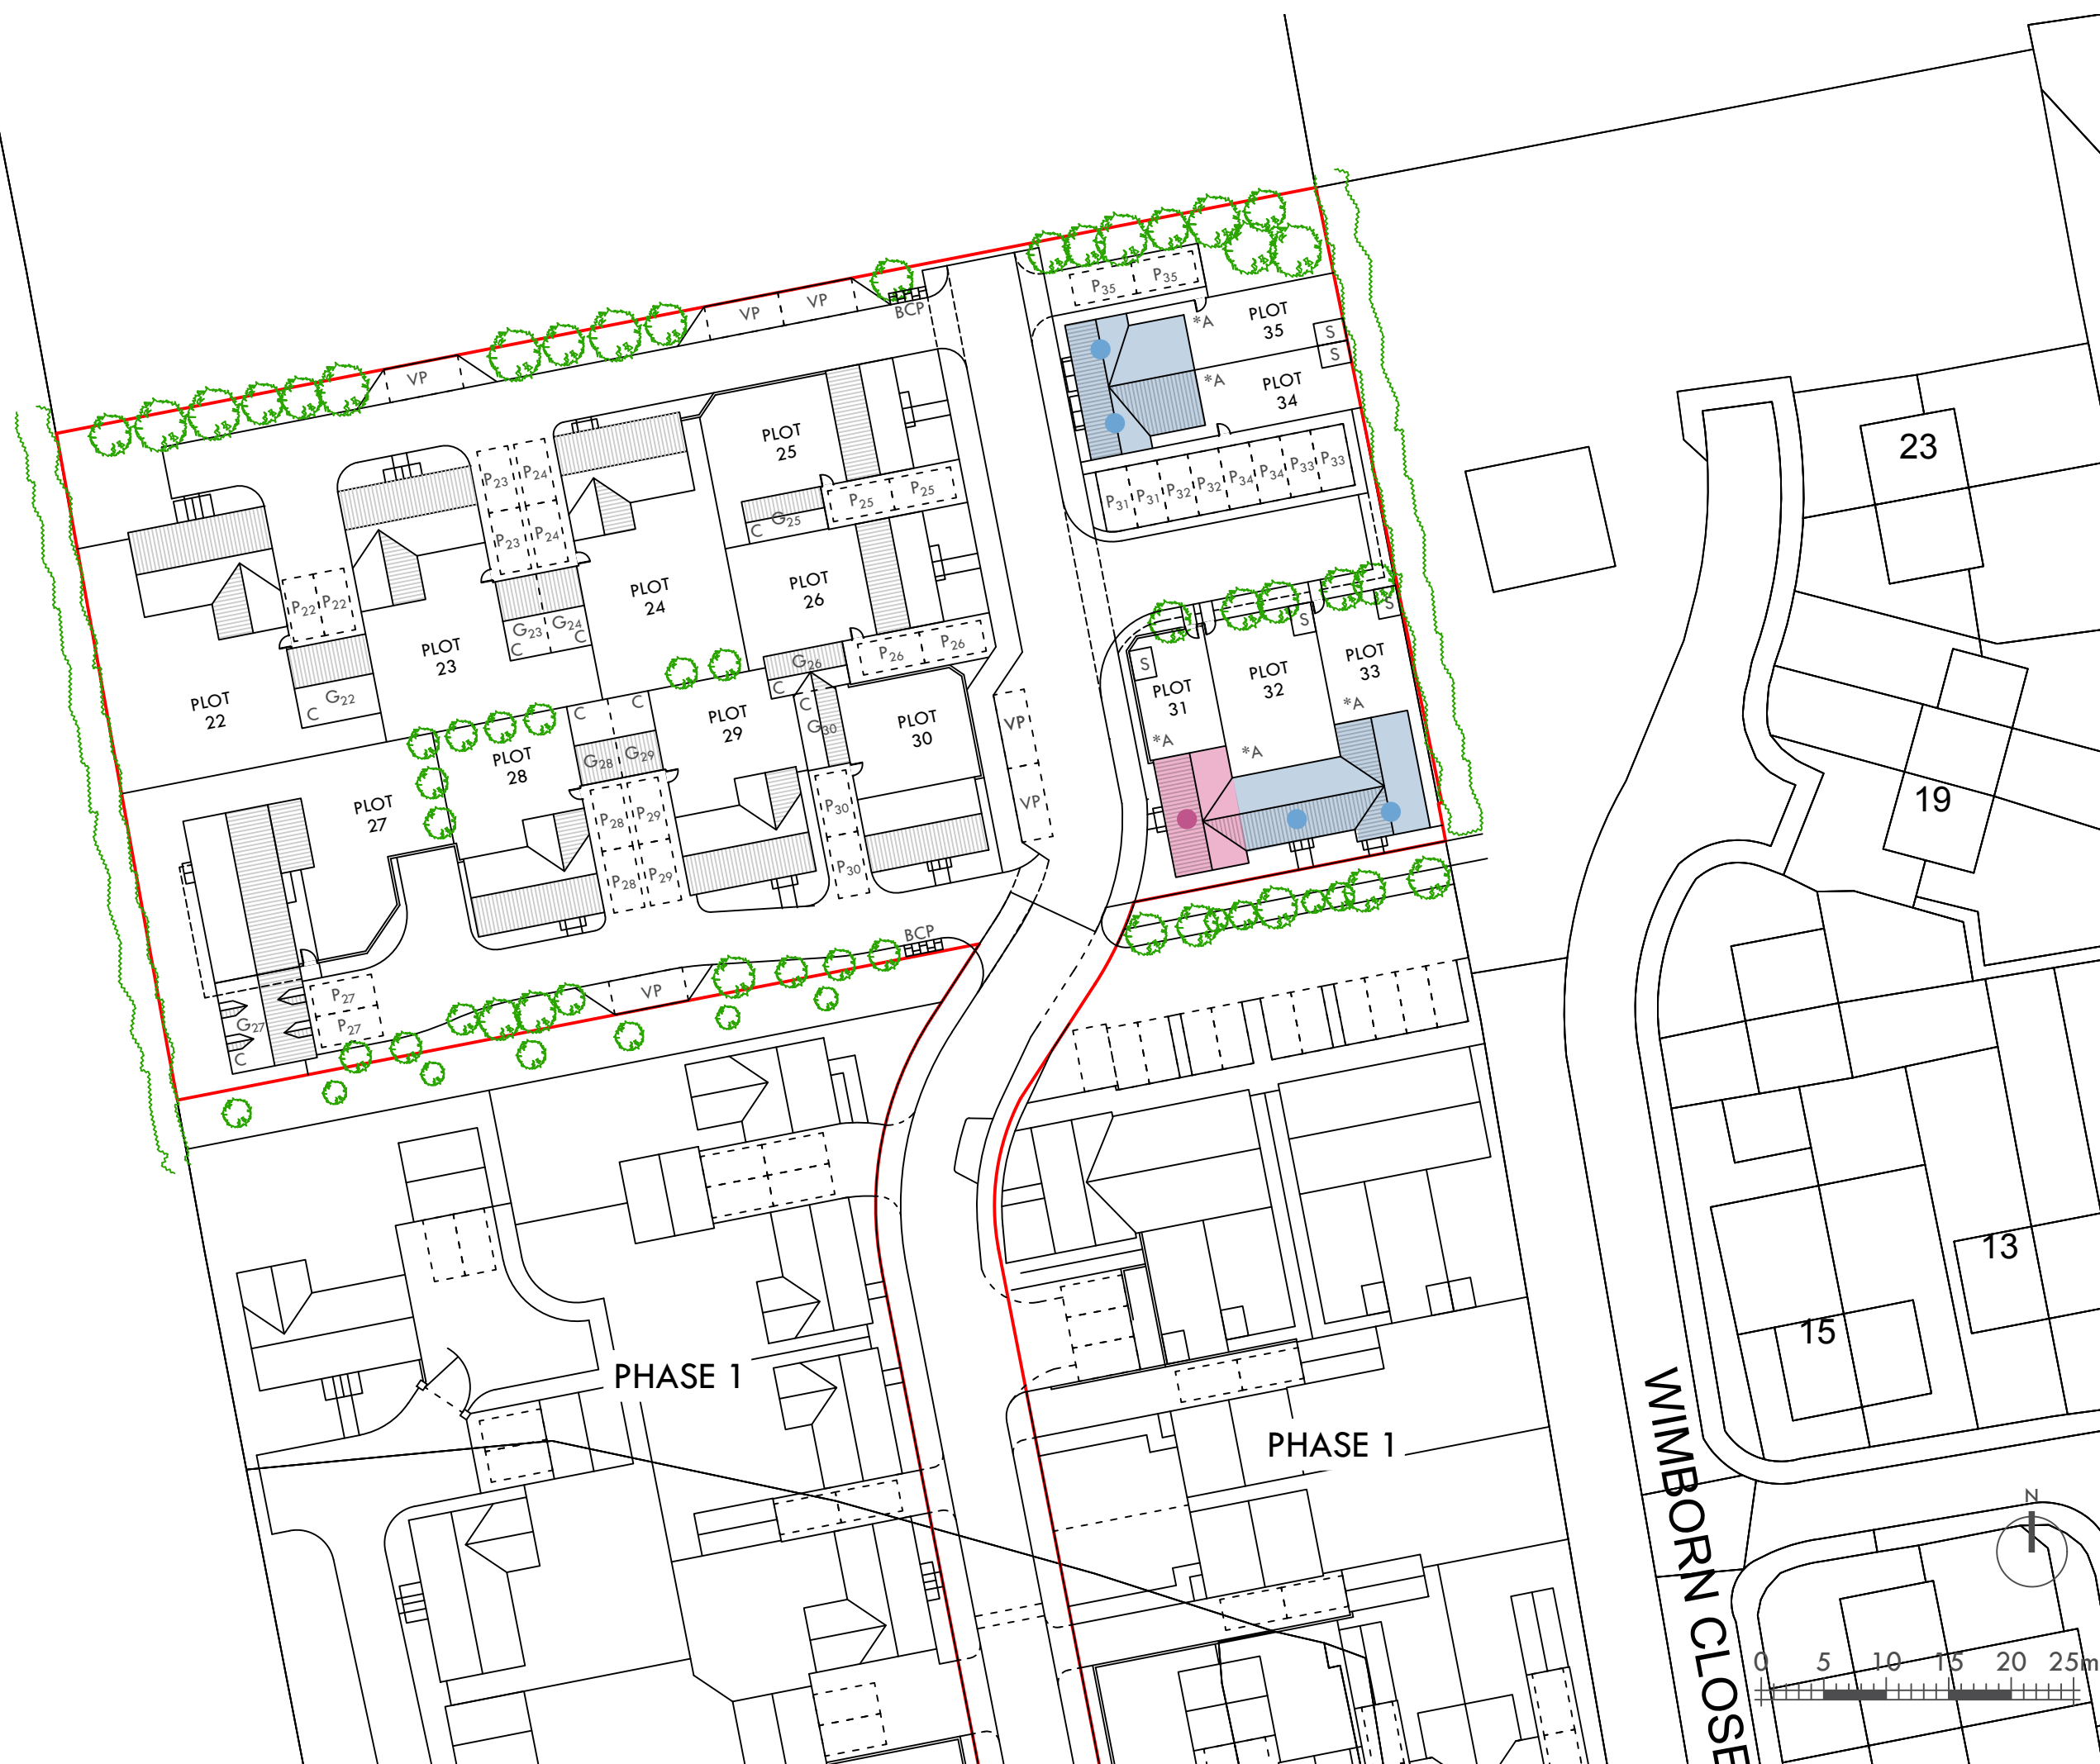 P35
P35
PLOT
35
*A
S
S
VP
VP
BCP
VP
*A
PLOT
34
23
PLOT
25
P23
P24
P25
P25
P31
P31
P32
P32
P34
P34
P33
P33
G25
C
P23
P24
PLOT
26
PLOT
24
P22
P22
G23
G24
C
C
S
S
PLOT
23
P26
P26
G26
C
S
PLOT
31
PLOT
32
PLOT
33
*A
*A
*A
PLOT
22
G22
C
C
C
C
G30
PLOT
29
PLOT
30
VP
VP
PLOT
28
G28
G29
PLOT
27
P28
P29
P30
P28
P29
P30
19
BCP
VP
P27
P27
G27
C
13
15
PHASE 1
PHASE 1
WIMBORN CLOSE
N
0 5 10 15 20 25m